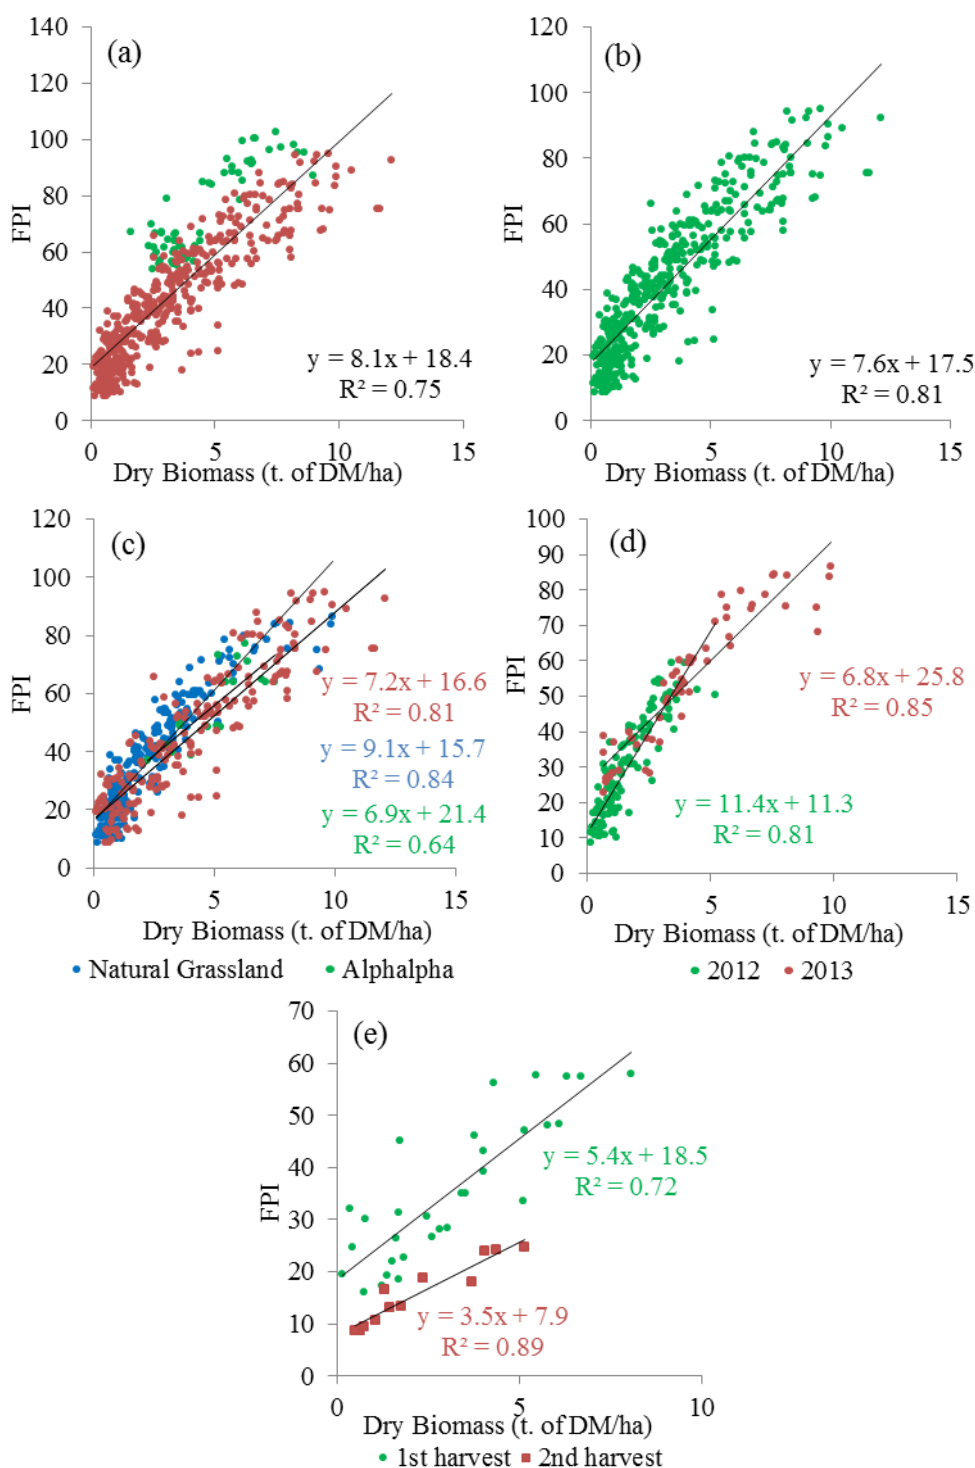 (a)
140
120
100
80
60
40
20
0
FPI
y = 8.1x + 18.4
R² = 0.75
0 5 10 15
Dry Biomass (t. of DM/ha)
(b)
120
100
80
60
40
20
0
FPI
y = 7.6x + 17.5
R² = 0.81
0 5 10 15
Dry Biomass (t. of DM/ha)
(c)
120
100
80
60
40
20
0
FPI
y = 7.2x + 16.6
R² = 0.81
y = 9.1x + 15.7
R² = 0.84
y = 6.9x + 21.4
R² = 0.64
0 5 10 15
Dry Biomass (t. of DM/ha)
Natural Grassland Alphalpha
(d)
100
90
80
70
60
50
40
30
20
10
0
FPI
y = 6.8x + 25.8
R² = 0.85
y = 11.4x + 11.3
R² = 0.81
0 5 10 15
Dry Biomass (t. of DM/ha)
2012 2013
(e)
70
60
50
40
30
20
10
0
FPI
y = 5.4x + 18.5
R² = 0.72
y = 3.5x + 7.9
R² = 0.89
0 5 10
Dry Biomass (t. of DM/ha)
1st harvest 2nd harvest